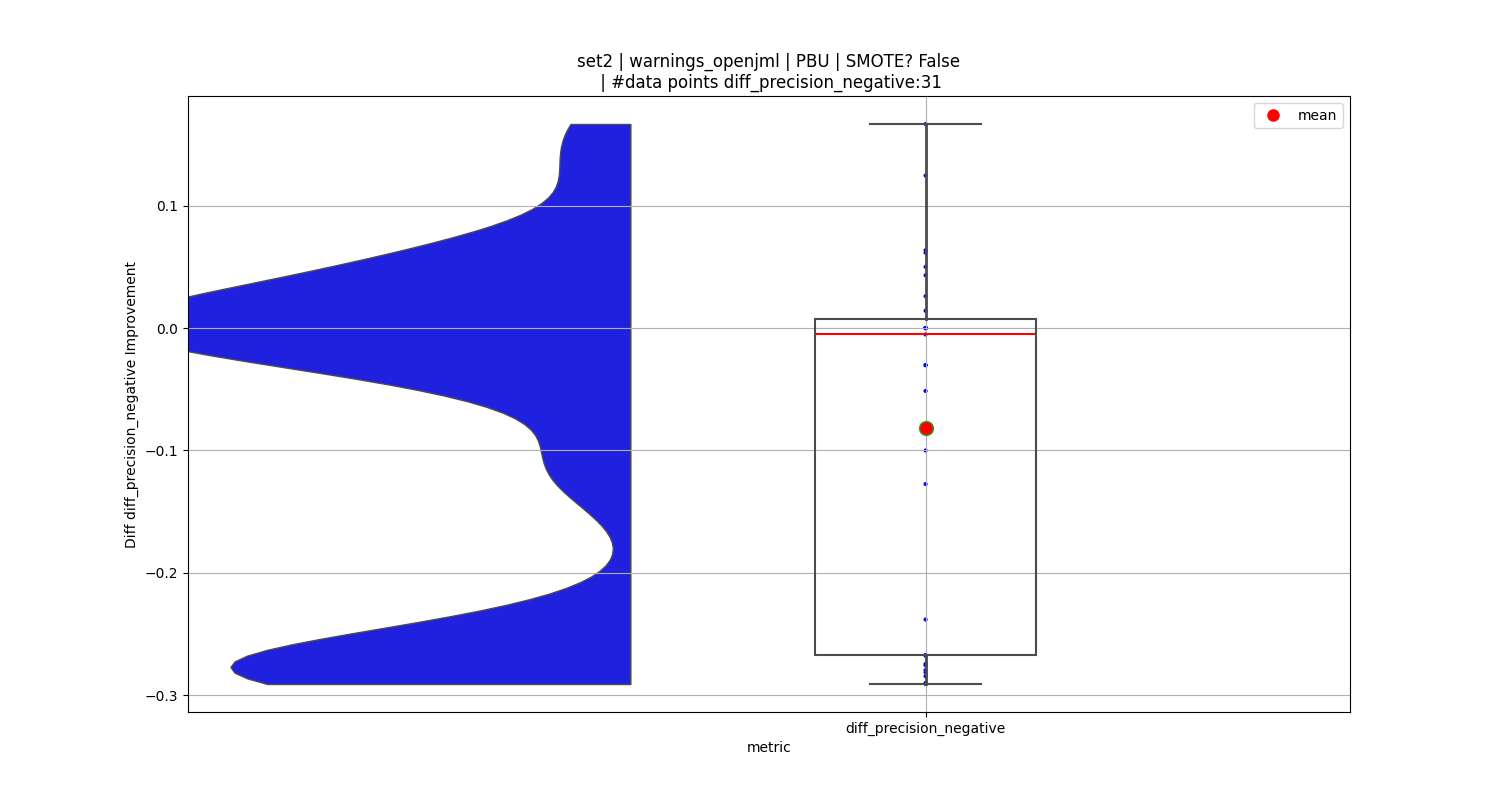 set2 | warnings_openjml | PBU | SMOTE? False
| #data points diff_precision_negative:31
mean
0.1
0.0
−0.1
−0.2
−0.3
Diff diff_precision_negative Improvement
diff_precision_negative
metric